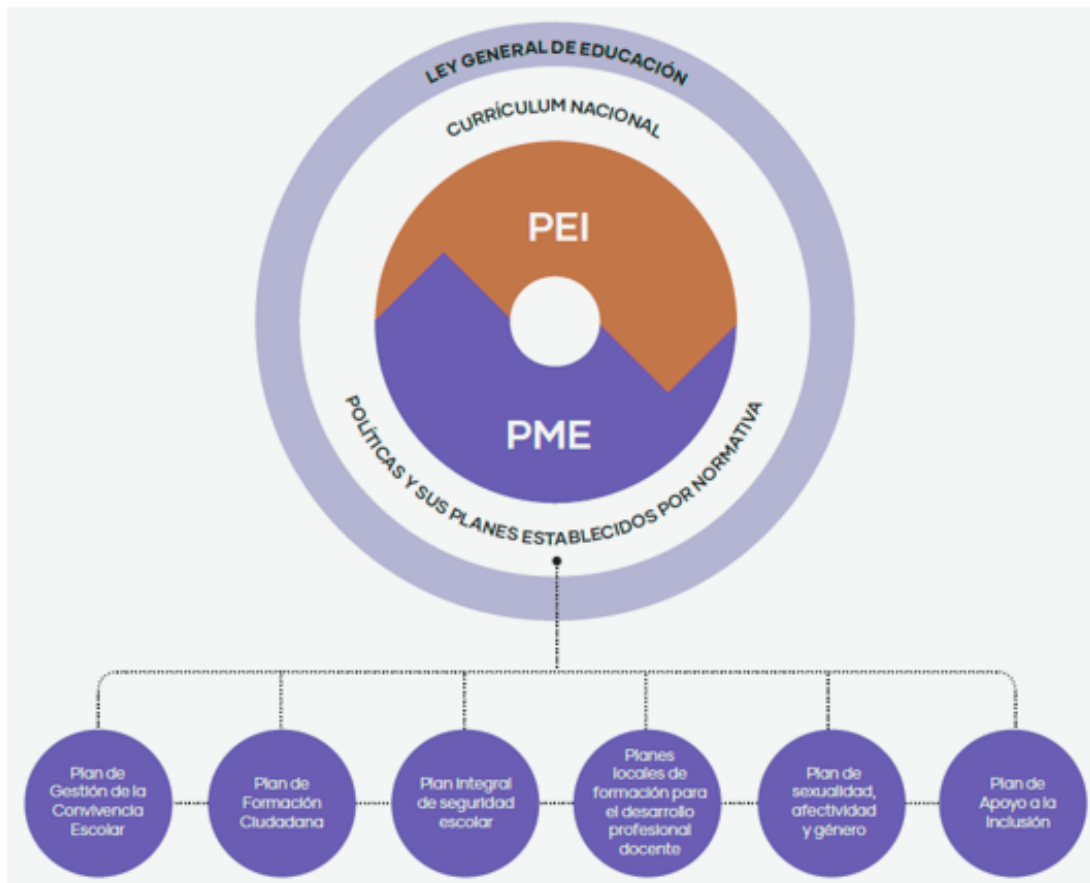 LEY GENERAL DE EDUCACIÓN
CURRÍCULUM NACIONAL
PEI
PME
POLÍTICAS Y SUS PLANES ESTABLECIDOS POR NORMATIVA
Plan de
Gestión de la
Convivencia
Escolar
Plan de
Formación
Ciudadana
Plan Integral
de seguridad
escolar
Planes
locales de
formación para
el desarrollo
profesional
docente
Plan de
sexualidad,
afectividad
y género
Plan de
Apoyo a la
Inclusión